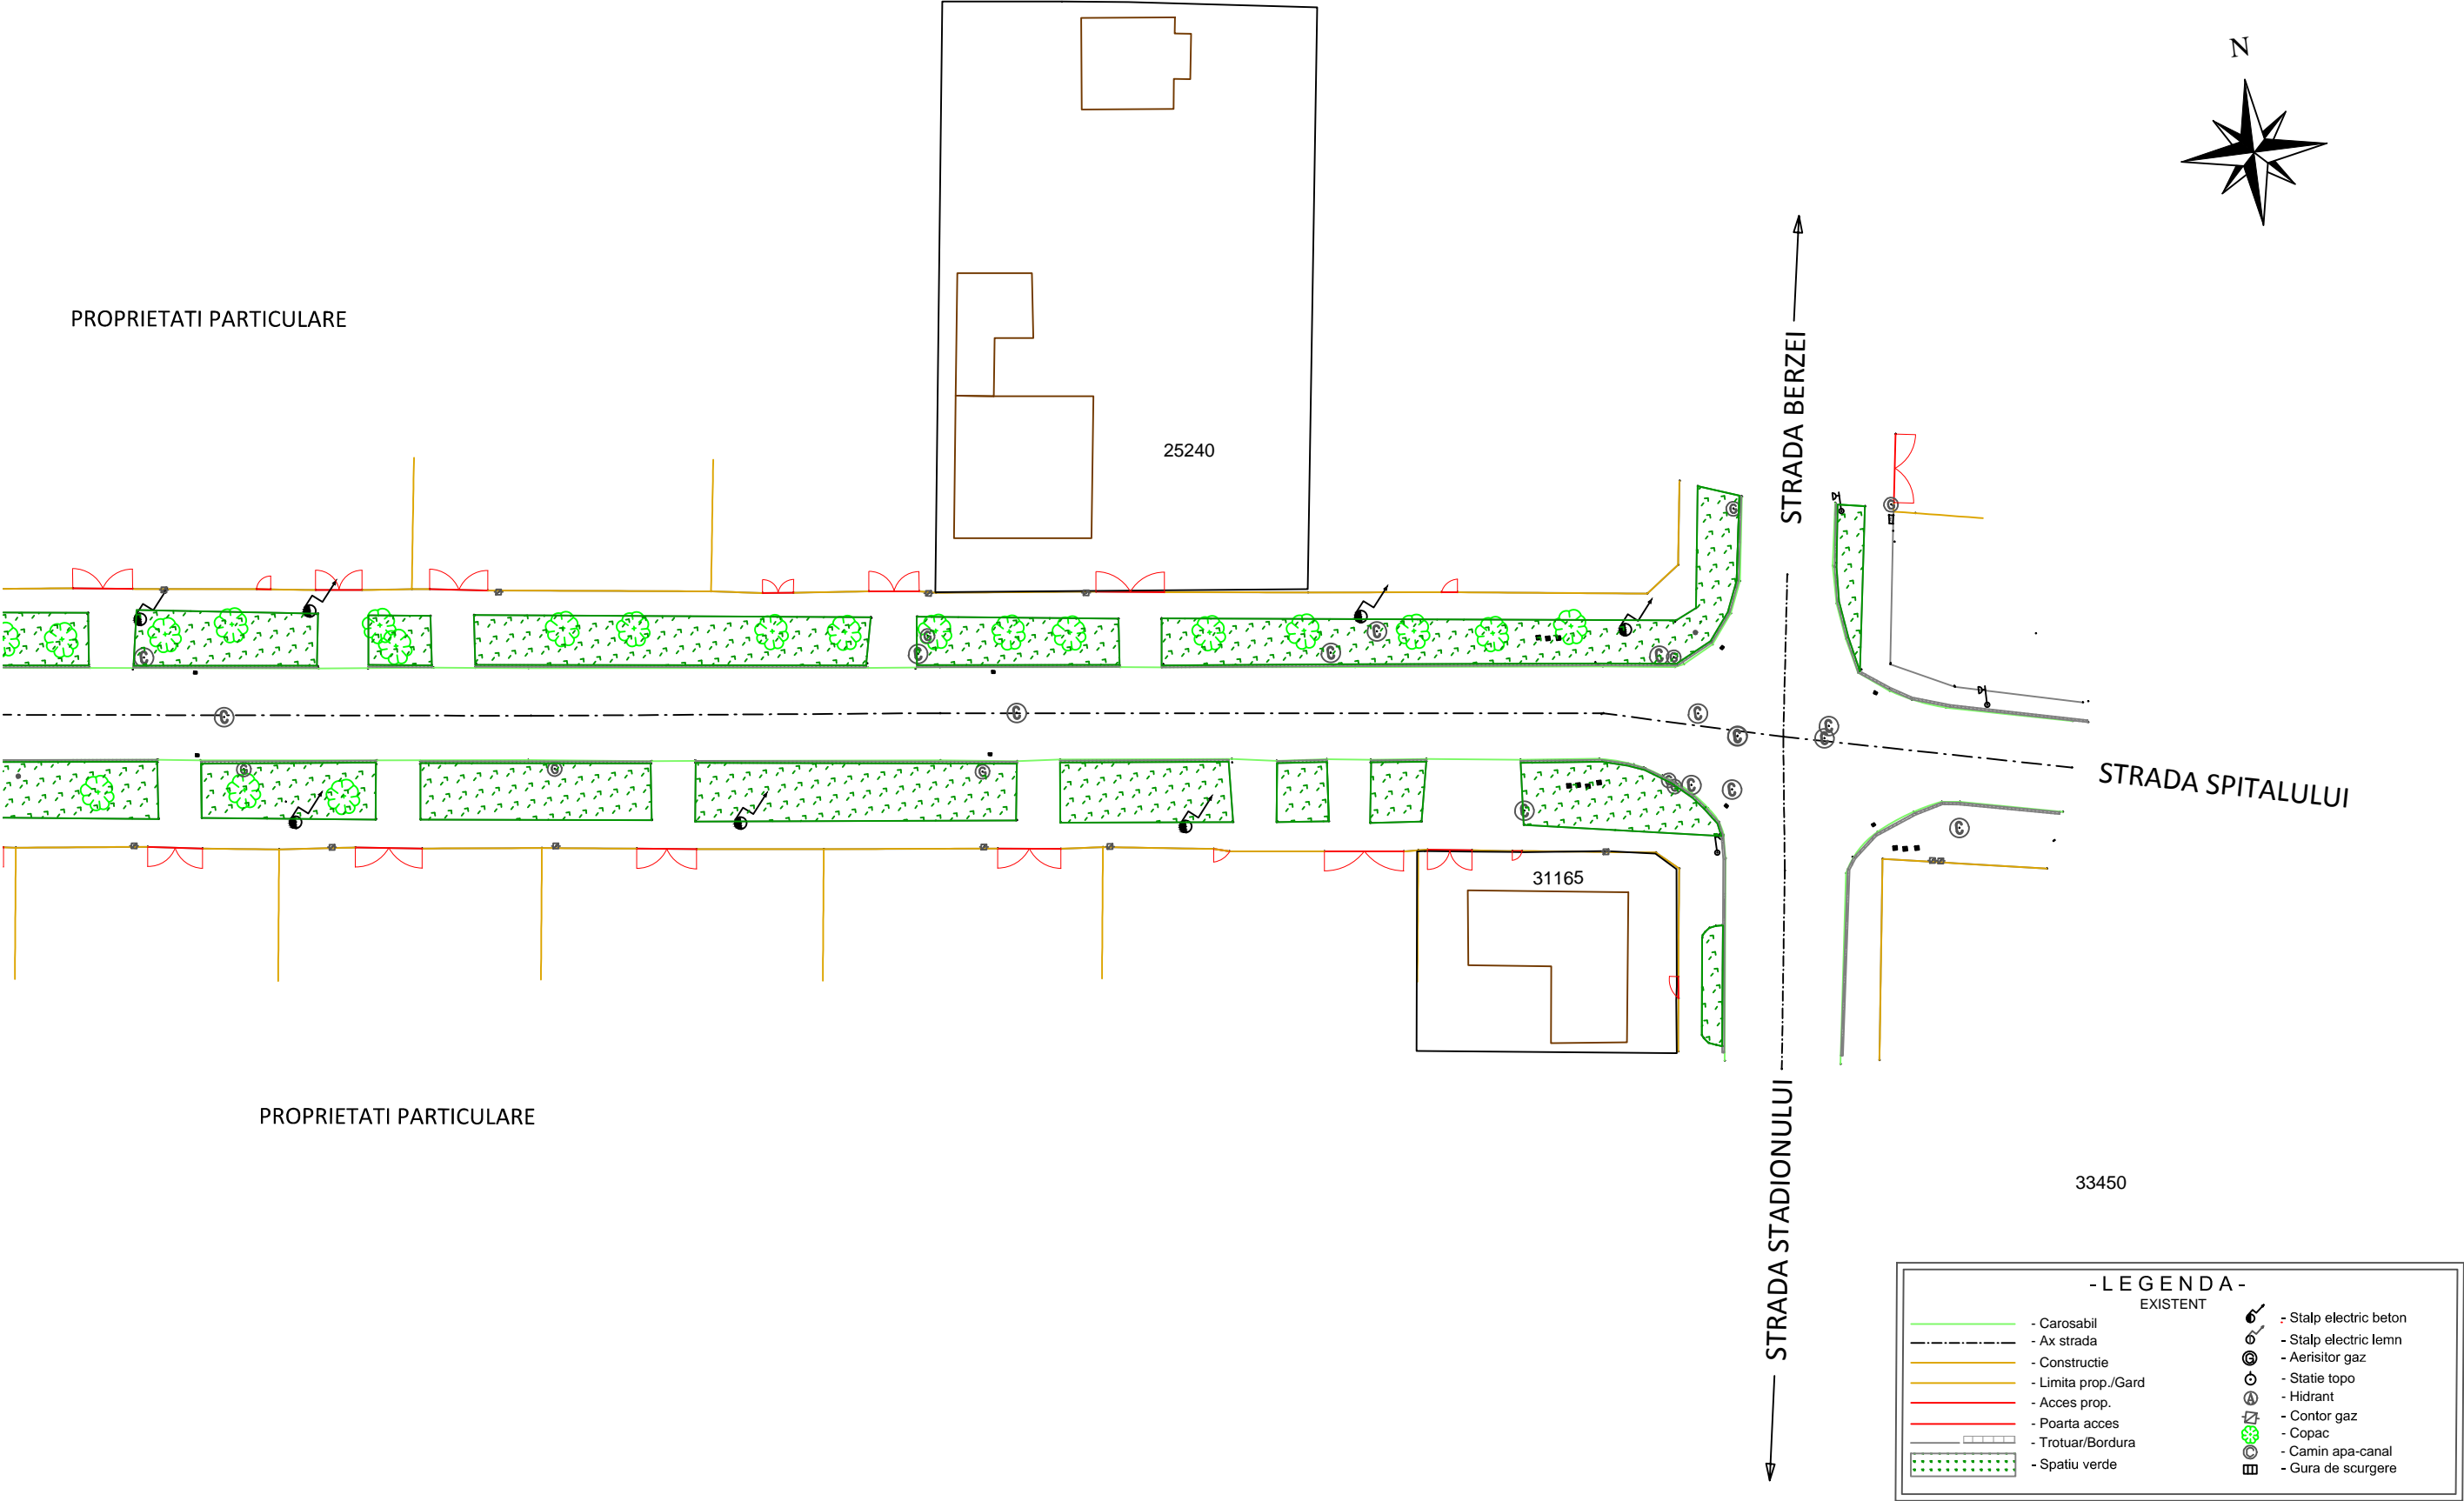 N
PROPRIETATI PARTICULARE
STRADA BERZEI
25240
STRADA SPITALULUI
31165
PROPRIETATI PARTICULARE
STRADA STADIONULUI
33450
- L E G E N D A -
EXISTENT
- Carosabil
- Ax strada
- Constructie
- Limita prop./Gard
- Acces prop.
- Poarta acces
- Trotuar/Bordura
- Spatiu verde
- Stalp electric beton
- Stalp electric lemn
G - Aerisitor gaz
- Statie topo
A - Hidrant
- Contor gaz
- Copac
C - Camin apa-canal
- Gura de scurgere